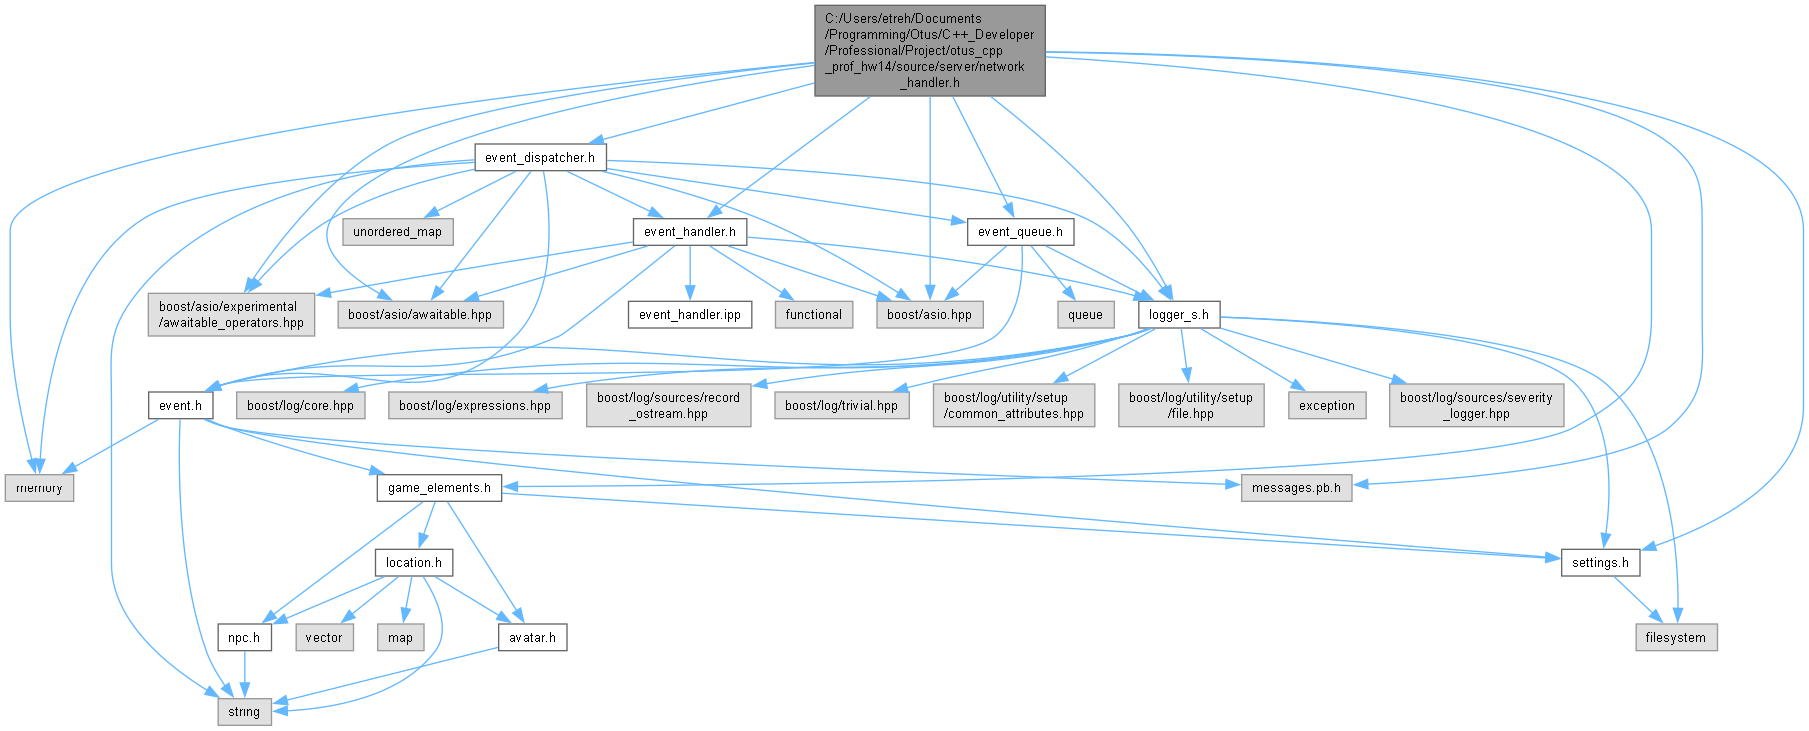 C:/Users/etreh/Documents
/Programming/Otus/C++_Developer
/Professional/Project/otus_cpp
_prof_hw14/source/server/network
_handler.h
event_dispatcher.h
unordered_map
event_handler.h
event_queue.h
boost/asio/experimental
/awaitable_operators.hpp
boost/asio/awaitable.hpp
event_handler.ipp
functional
boost/asio.hpp
queue
logger_s.h
event.h
boost/log/core.hpp
boost/log/expressions.hpp
boost/log/sources/record
_ostream.hpp
boost/log/trivial.hpp
boost/log/utility/setup
/common_attributes.hpp
boost/log/utility/setup
/file.hpp
exception
boost/log/sources/severity
_logger.hpp
memory
game_elements.h
messages.pb.h
location.h
settings.h
npc.h
vector
map
avatar.h
filesystem
string